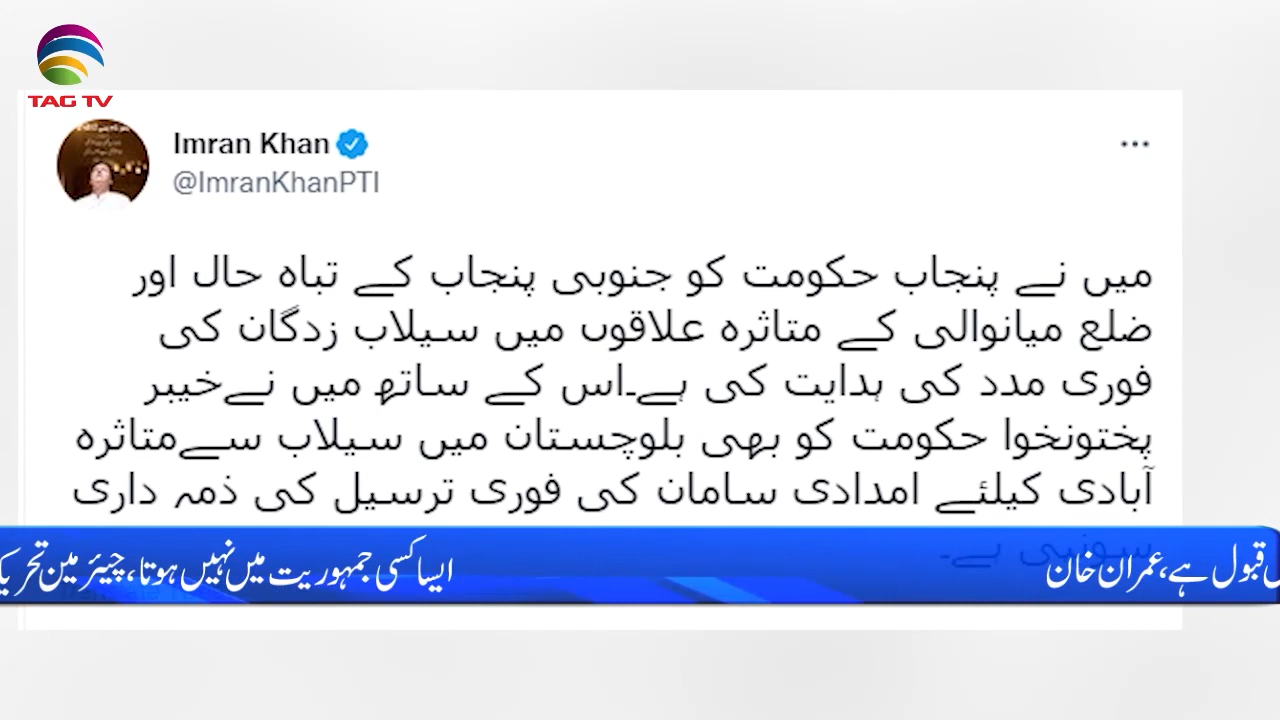 TAG TV
Imran Khan
@ImranKhanPTI
میں نے پنجاب حکومت کو جنوبی پنجاب کے تباہ حال اور
ضلع میانوالی کے متاثرہ علاقوں میں سیلاب زدگان کی
فوری مدد کی ہدایت کی ہے۔اس کے ساتھ میں نےخیبر
پختونخوا حکومت کو بھی بلوچستان میں سیلاب سےمتاثرہ
آبادی کیلئے امدادی سامان کی فوری ترسیل کی ذمہ داری
سونپی ہے۔
قبول ہے،عمران خان
ایسا کسی جمہوریت میں نہیں ہوتا، چیئرمین